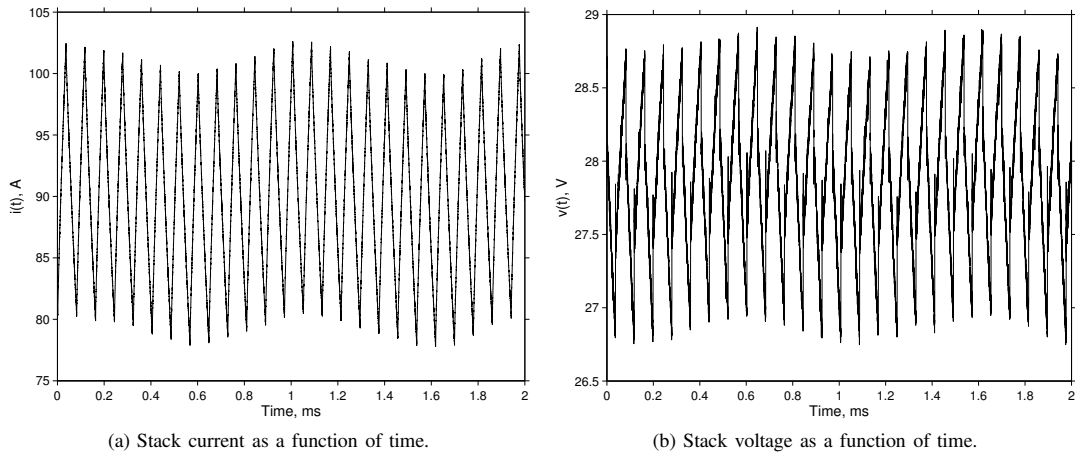 105
100
95
90
85
80
75
i(t), A
0 0.2 0.4 0.6 0.8 1 1.2 1.4 1.6 1.8 2
Time, ms
(a) Stack current as a function of time.
29
28.5
28
27.5
27
26.5
v(t), V
0 0.2 0.4 0.6 0.8 1 1.2 1.4 1.6 1.8 2
Time, ms
(b) Stack voltage as a function of time.